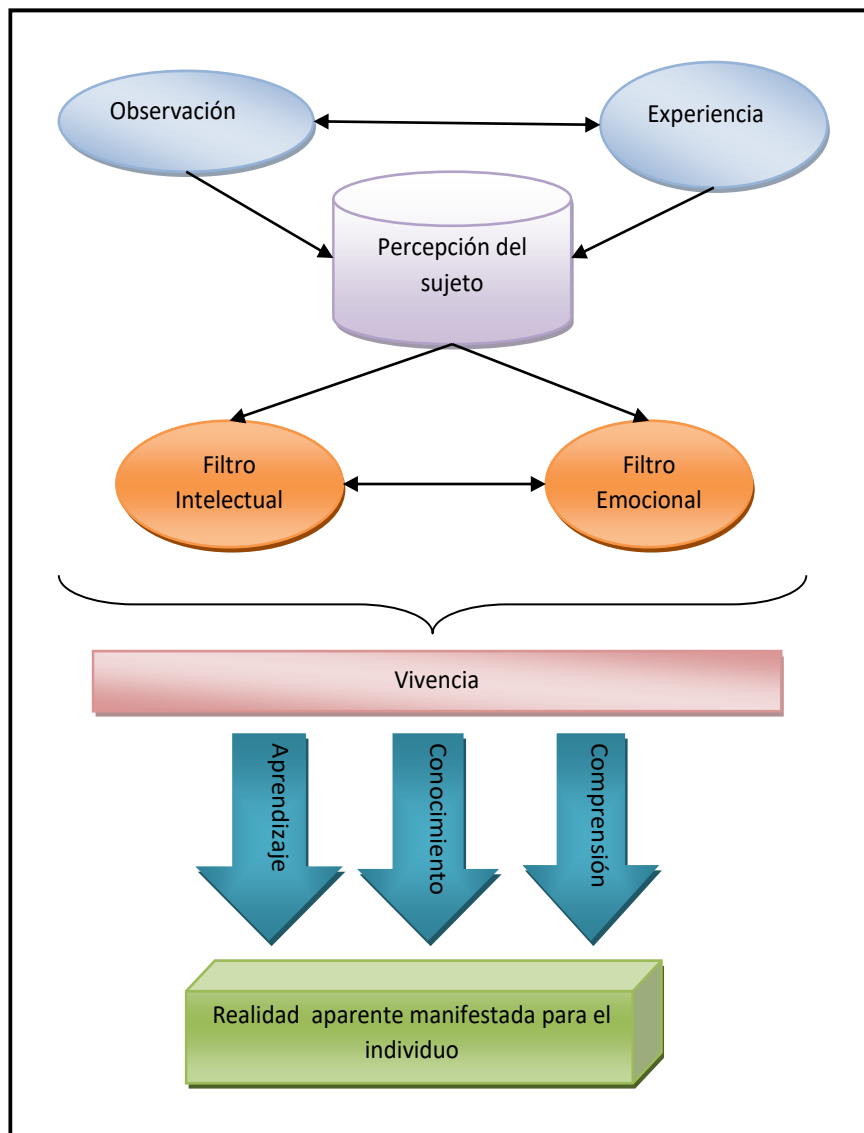 Observación
Experiencia
Percepción del
sujeto
Filtro
Intelectual
Filtro
Emocional
Vivencia
Aprendizaje
Conocimiento
Comprensión
Realidad aparente manifestada para el
individuo